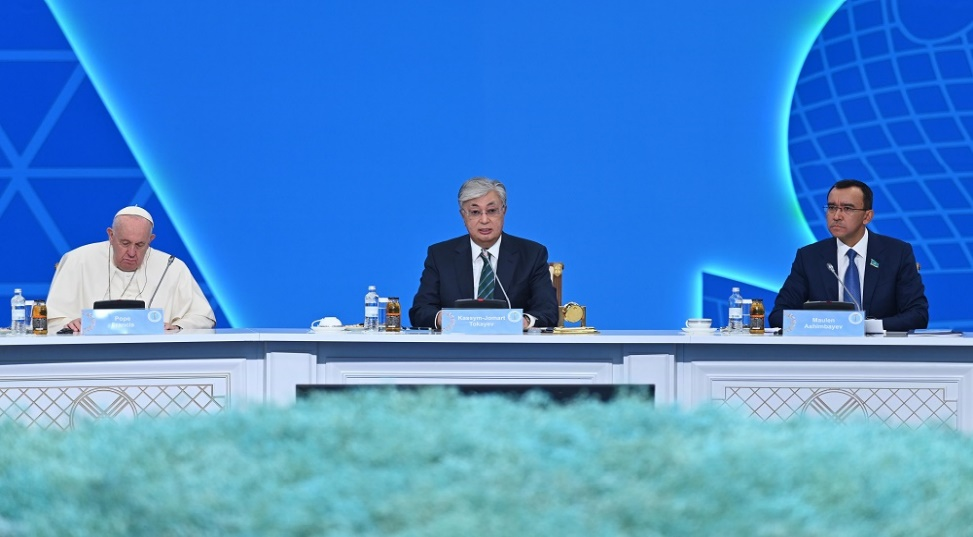 Pope
Francis
Kassym-Jomart
Tokayev
Maulen
Ashimbayev